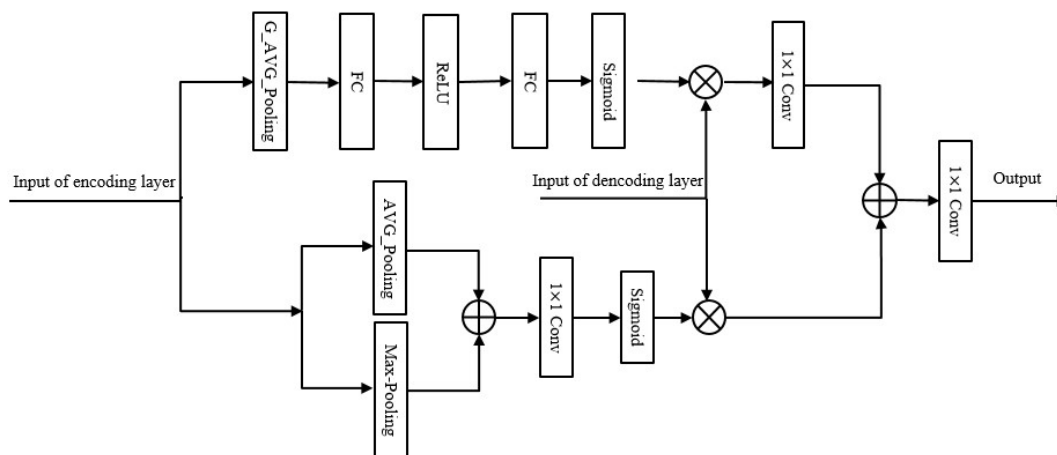 G_AVG_Pooling
FC
ReLU
FC
Sigmoid
1×1 Conv
Input of encoding layer
Input of dencoding layer
1×1 Conv
Output
AVG_Pooling
Max-Pooling
1×1 Conv
Sigmoid